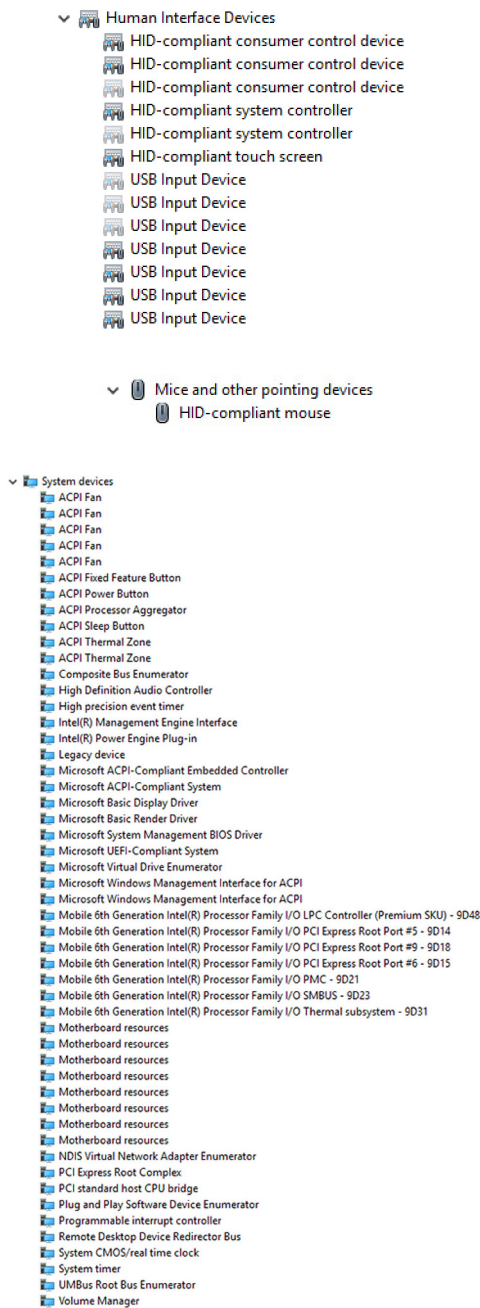 Human Interface Devices
HID-compliant consumer control device
HID-compliant consumer control device
HID-compliant consumer control device
HID-compliant system controller
HID-compliant system controller
HID-compliant touch screen
USB Input Device
USB Input Device
USB Input Device
USB Input Device
USB Input Device
USB Input Device
USB Input Device
Mice and other pointing devices
HID-compliant mouse
System devices
ACPI Fan
ACPI Fan
ACPI Fan
ACPI Fan
ACPI Fan
ACPI Fixed Feature Button
ACPI Power Button
ACPI Processor Aggregator
ACPI Sleep Button
ACPI Thermal Zone
ACPI Thermal Zone
Composite Bus Enumerator
High Definition Audio Controller
High precision event timer
Intel(R) Management Engine Interface
Intel(R) Power Engine Plug-in
Legacy device
Microsoft ACPI-Compliant Embedded Controller
Microsoft ACPI-Compliant System
Microsoft Basic Display Driver
Microsoft Basic Render Driver
Microsoft System Management BIOS Driver
Microsoft UEFI-Compliant System
Microsoft Virtual Drive Enumerator
Microsoft Windows Management Interface for ACPI
Microsoft Windows Management Interface for ACPI
Mobile 6th Generation Intel(R) Processor Family I/O LPC Controller (Premium SKU) - 9D48
Mobile 6th Generation Intel(R) Processor Family I/O PCI Express Root Port #5 - 9D14
Mobile 6th Generation Intel(R) Processor Family I/O PCI Express Root Port #9 - 9D18
Mobile 6th Generation Intel(R) Processor Family I/O PCI Express Root Port #6 - 9D15
Mobile 6th Generation Intel(R) Processor Family I/O PMC - 9D21
Mobile 6th Generation Intel(R) Processor Family I/O SMBUS - 9D23
Mobile 6th Generation Intel(R) Processor Family I/O Thermal subsystem - 9D31
Motherboard resources
Motherboard resources
Motherboard resources
Motherboard resources
Motherboard resources
Motherboard resources
Motherboard resources
Motherboard resources
NDIS Virtual Network Adapter Enumerator
PCI Express Root Complex
PCI standard host CPU bridge
Plug and Play Software Device Enumerator
Programmable interrupt controller
Remote Desktop Device Redirector Bus
System CMOS/real time clock
System timer
UMBus Root Bus Enumerator
Volume Manager